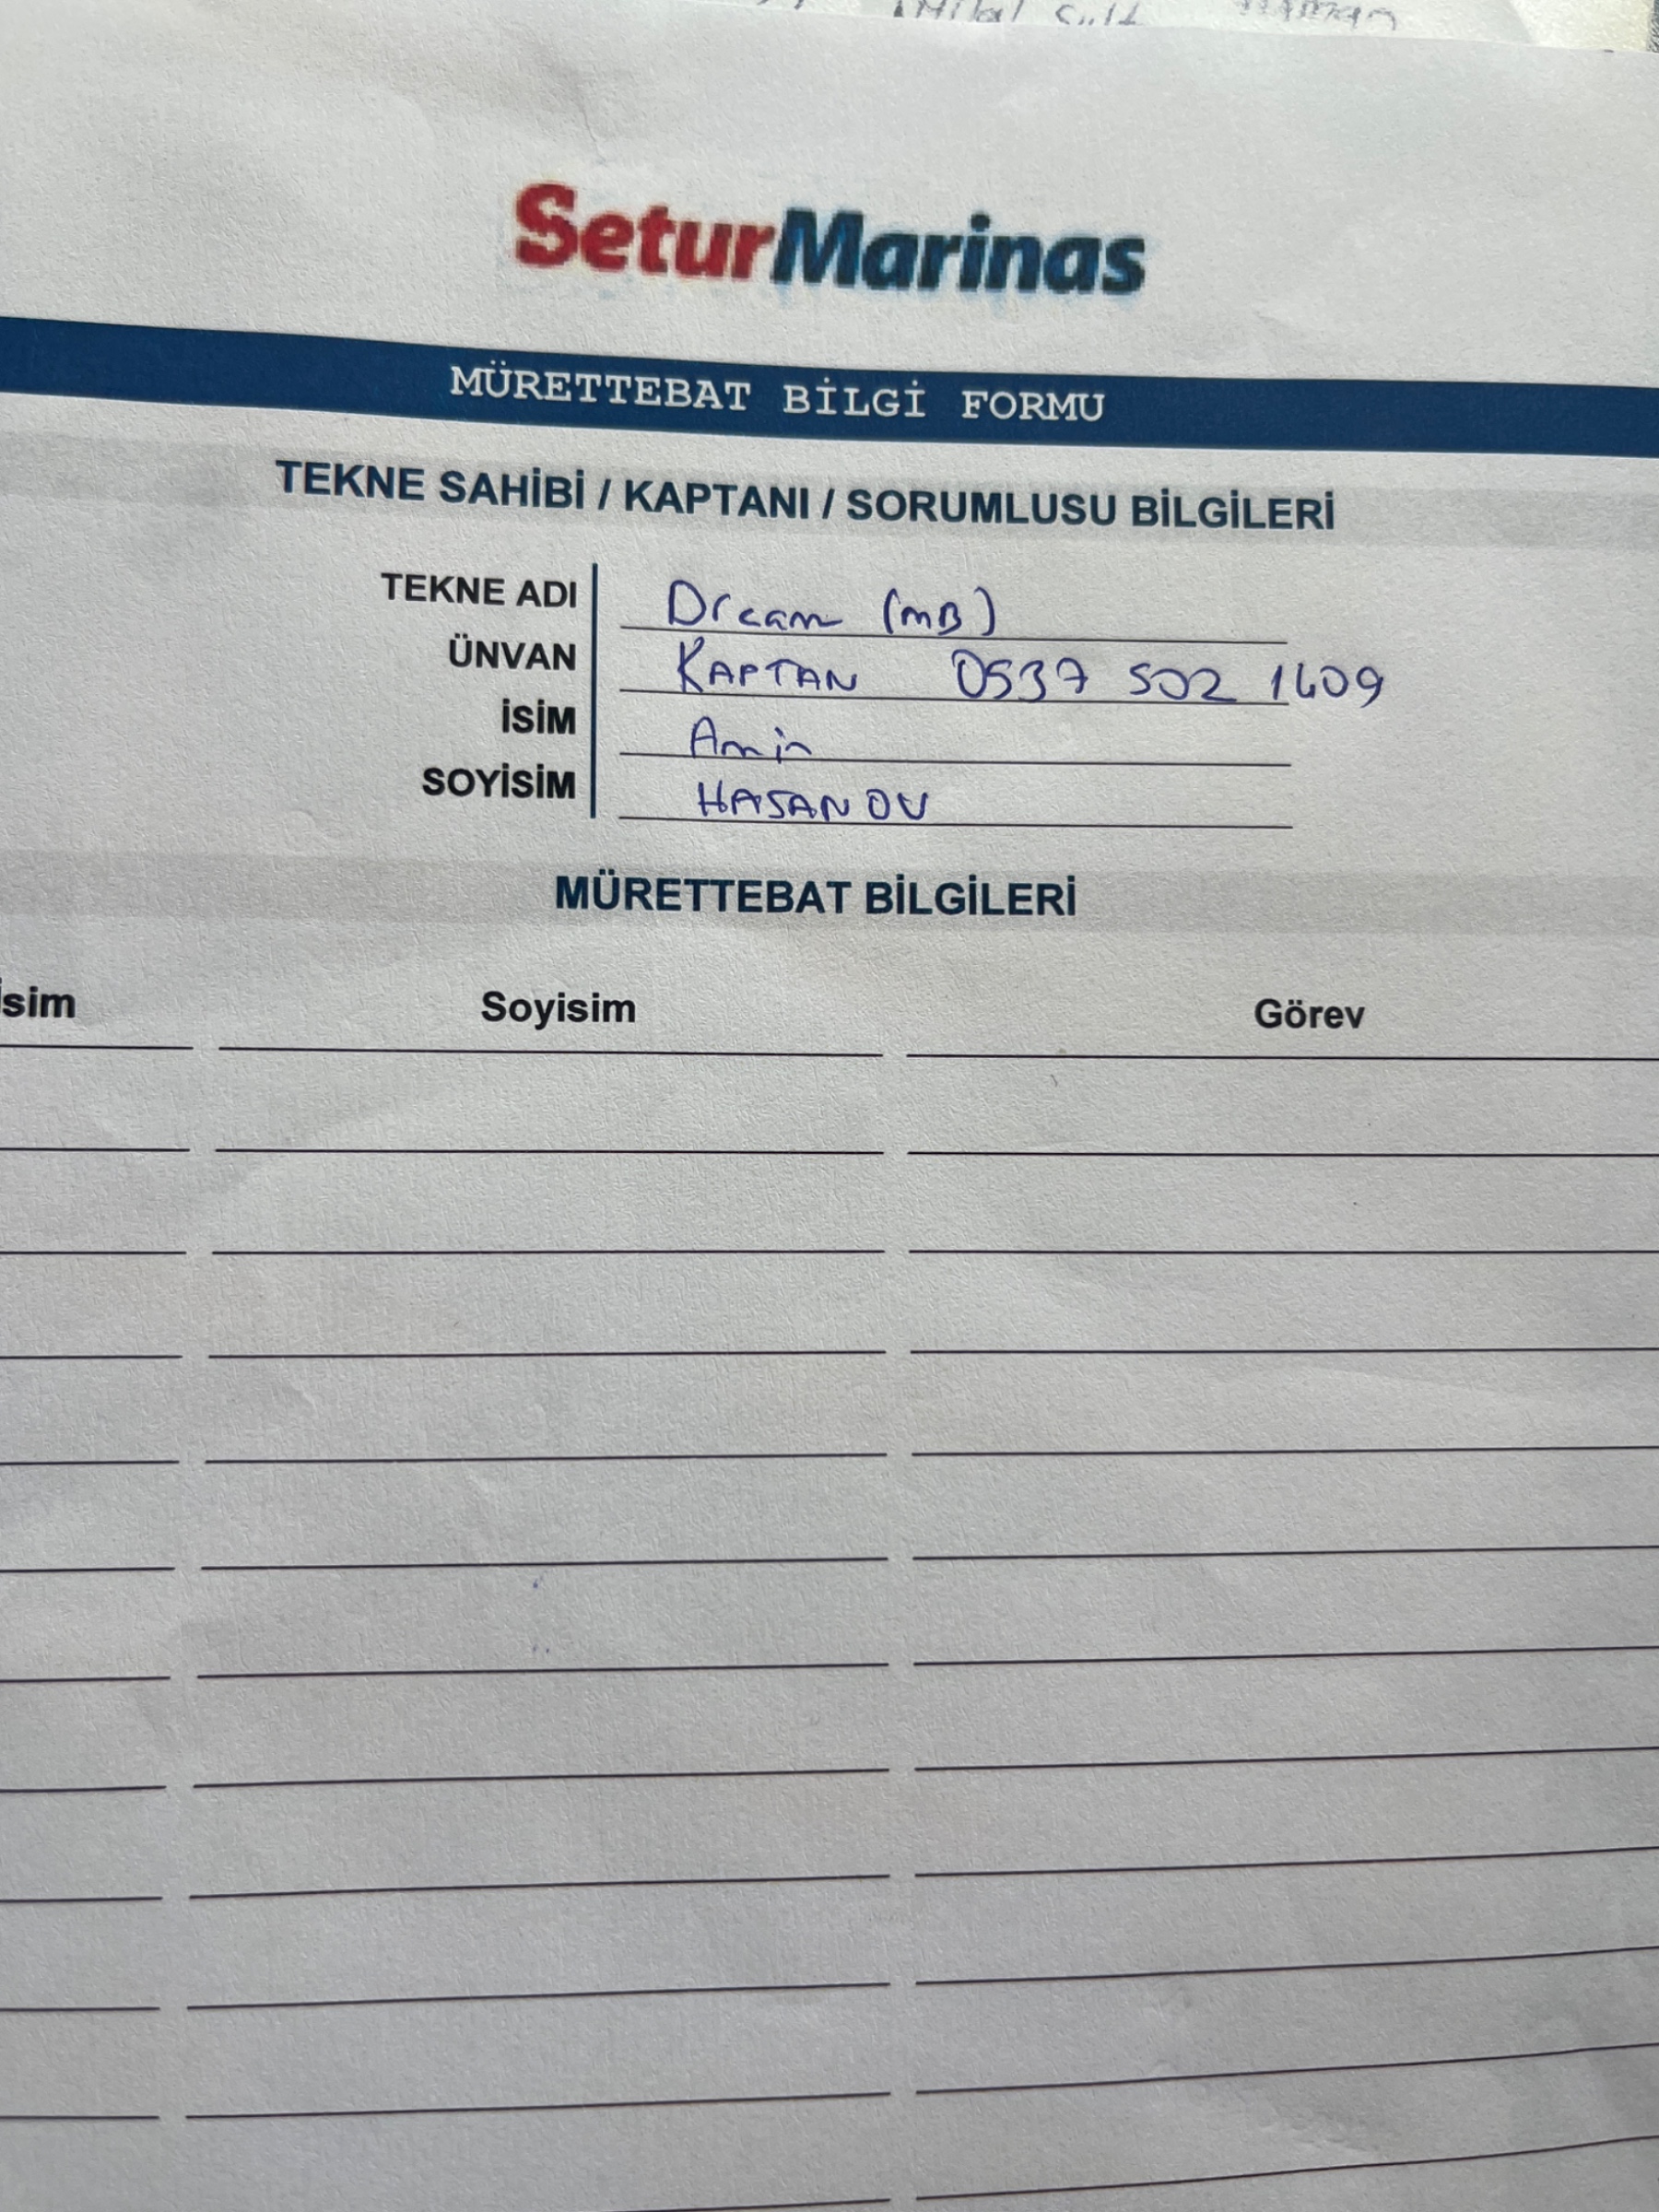 SeturMarinas
MÜRETTEBAT BİLGİ FORMU
TEKNE SAHİBİ / KAPTANI / SORUMLUSU BİLGİLERİ
TEKNE ADI Dream (mB)
ÜNVAN KAPTAN 0537 502 1409
İSİM Amin
SOYİSİM HASANOV
MÜRETTEBAT BİLGİLERİ
İsim Soyisim Görev